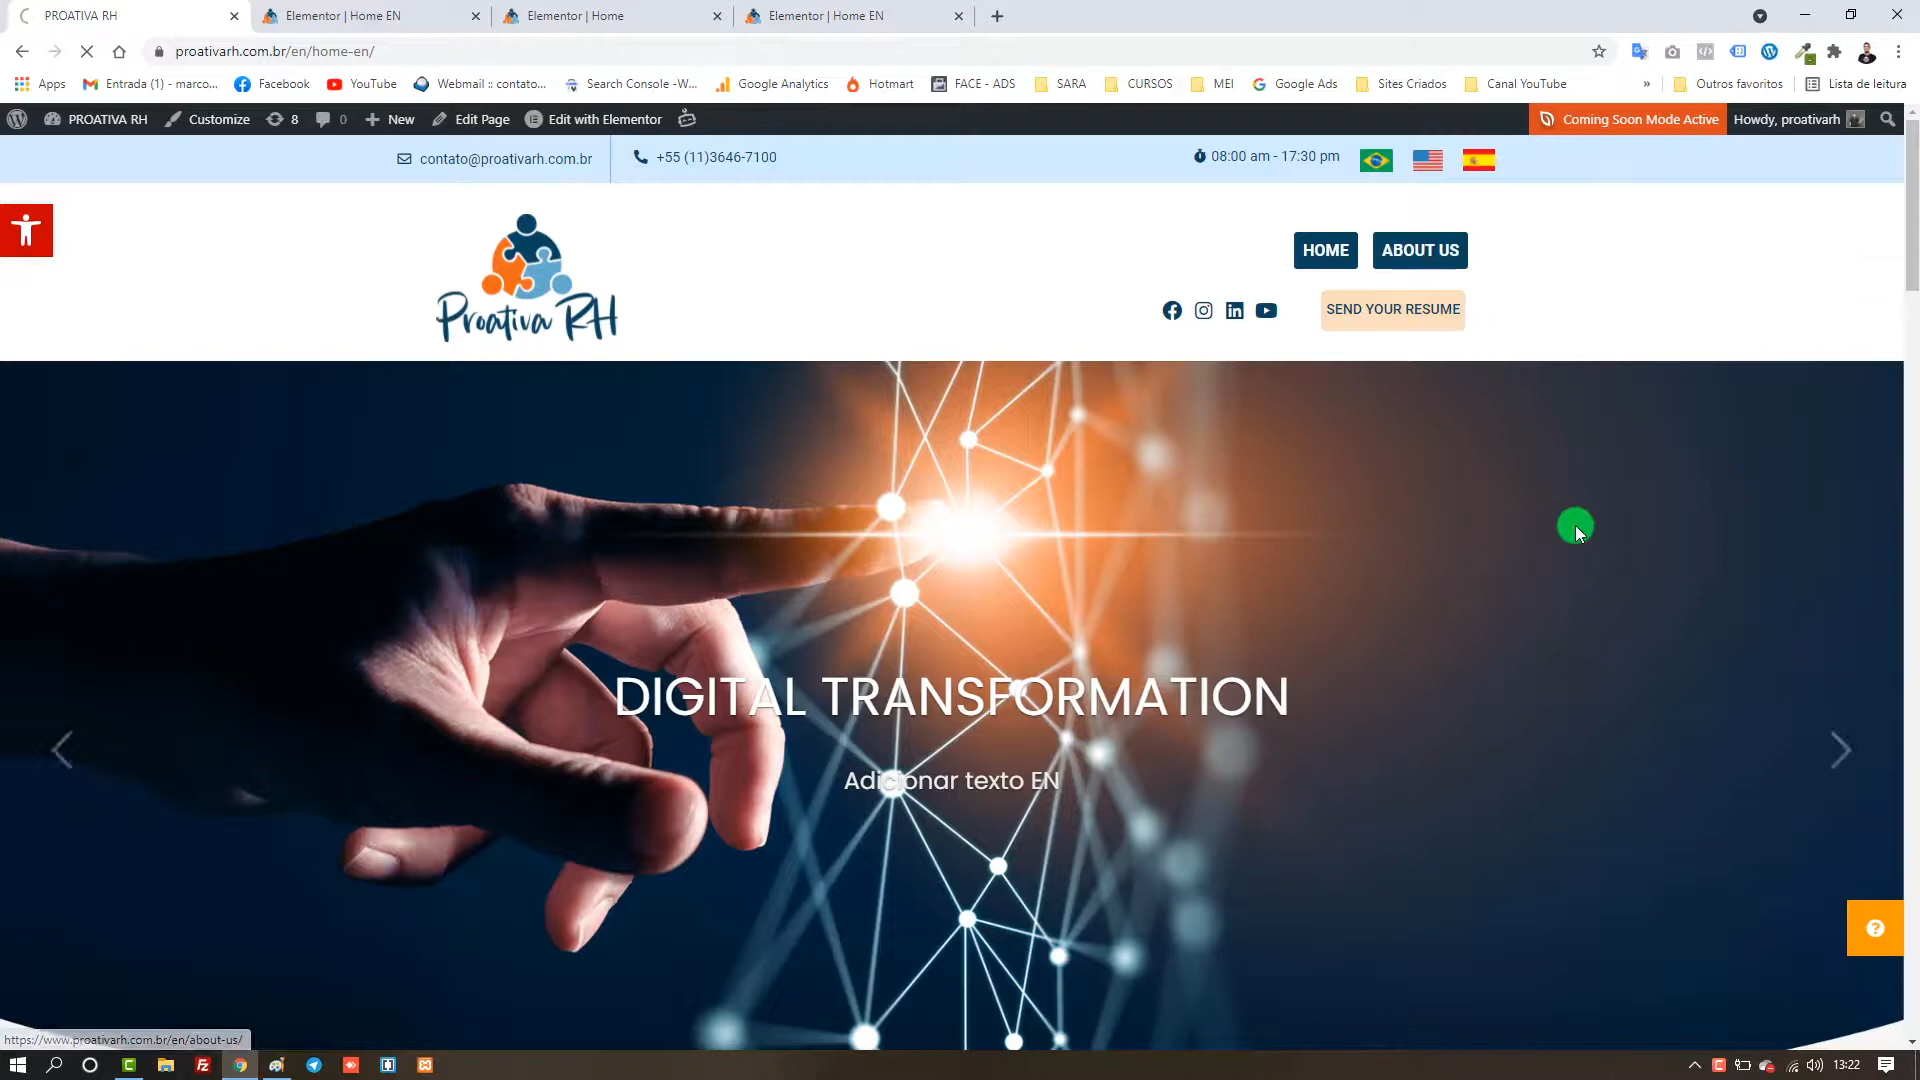 PROATIVA RH
Elementor | Home EN
Elementor | Home
Elementor | Home EN
proativarh.com.br/en/home-en/
Apps
Entrada (1) - marco...
Facebook
YouTube
Webmail :: contato...
Search Console -W...
Google Analytics
Hotmart
FACE - ADS
SARA
CURSOS
MEI
Google Ads
Sites Criados
Canal YouTube
»
Outros favoritos
Lista de leitura
PROATIVA RH
Customize
8
0
New
Edit Page
Edit with Elementor
Coming Soon Mode Active
Howdy, proativarh
contato@proativarh.com.br
+55 (11)3646-7100
08:00 am - 17:30 pm
Proativa RH
HOME
ABOUT US
SEND YOUR RESUME
DIGITAL TRANSFORMATION
Adicionar texto EN
https://www.proativarh.com.br/en/about-us/
13:22